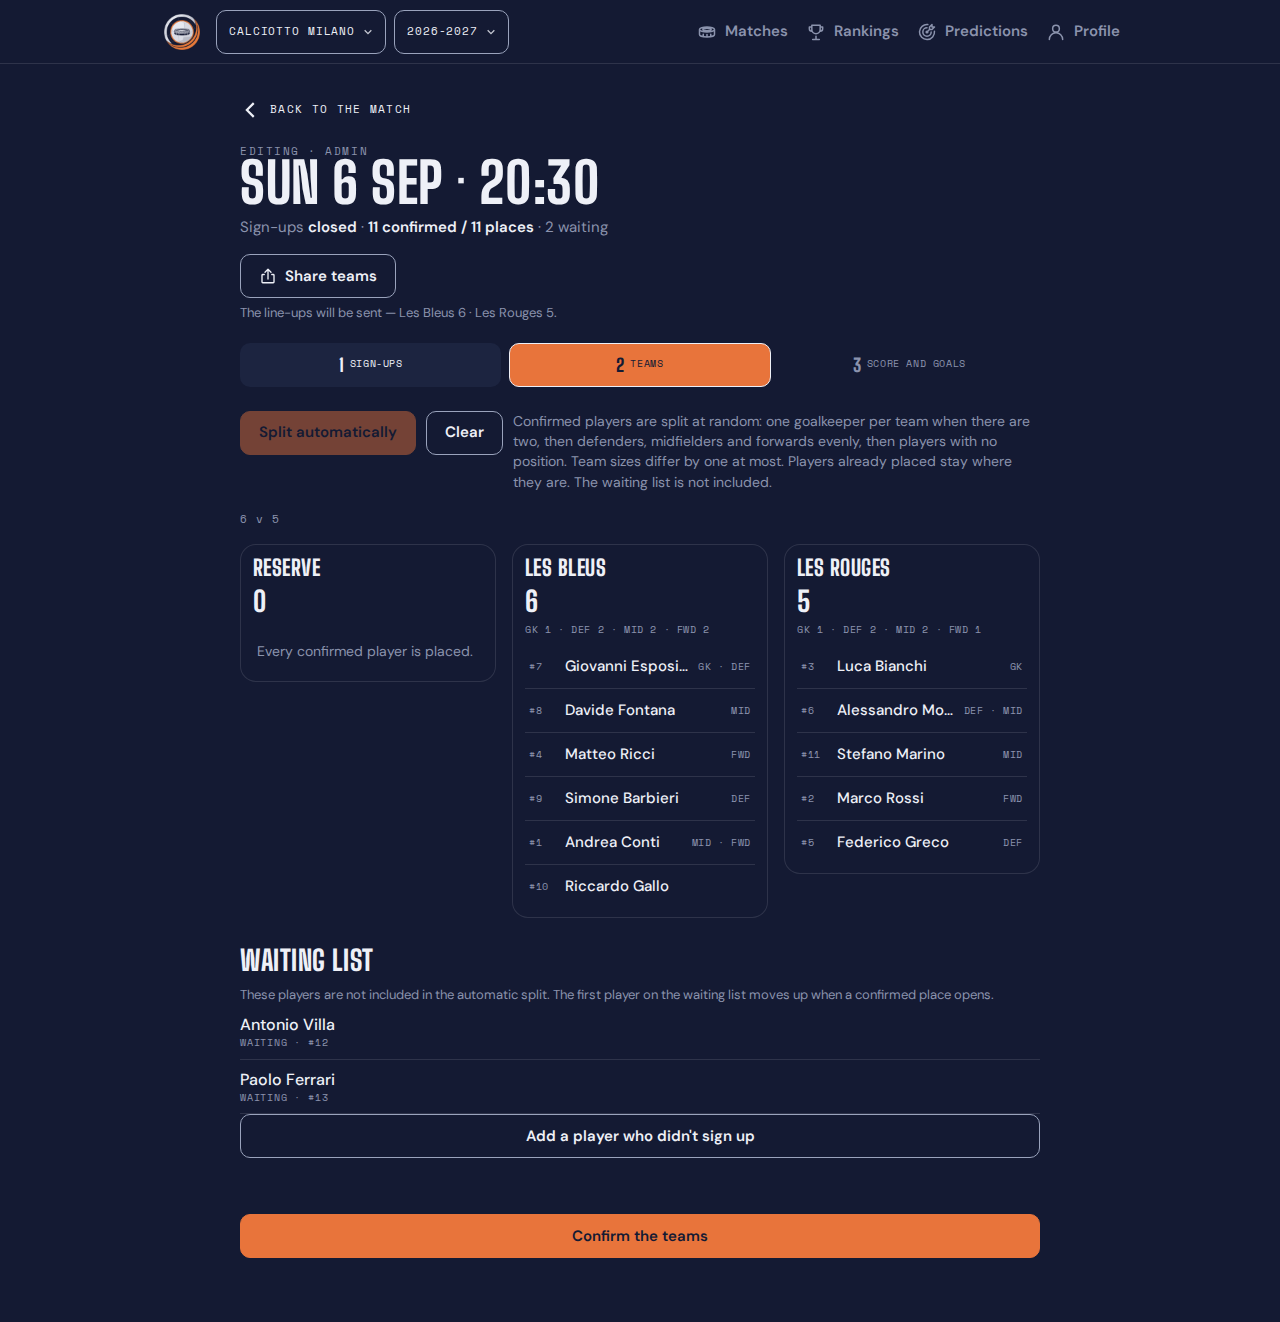 CALCIOTTO MILANO
2026-2027
Matches
Rankings
Predictions
Profile
BACK TO THE MATCH
EDITING · ADMIN
SUN 6 SEP · 20:30
Sign-ups closed · 11 confirmed / 11 places · 2 waiting
Share teams
The line-ups will be sent — Les Bleus 6 · Les Rouges 5.
1 SIGN-UPS
2 TEAMS
3 SCORE AND GOALS
Split automatically
Clear
Confirmed players are split at random: one goalkeeper per team when there are
two, then defenders, midfielders and forwards evenly, then players with no
position. Team sizes differ by one at most. Players already placed stay where
they are. The waiting list is not included.
6 v 5
RESERVE
0
Every confirmed player is placed.
LES BLEUS
6
GK 1 · DEF 2 · MID 2 · FWD 2
#7 Giovanni Esposi... GK · DEF
#8 Davide Fontana MID
#4 Matteo Ricci FWD
#9 Simone Barbieri DEF
#1 Andrea Conti MID · FWD
#10 Riccardo Gallo
LES ROUGES
5
GK 1 · DEF 2 · MID 2 · FWD 1
#3 Luca Bianchi GK
#6 Alessandro Mo... DEF · MID
#11 Stefano Marino MID
#2 Marco Rossi FWD
#5 Federico Greco DEF
WAITING LIST
These players are not included in the automatic split. The first player on the waiting list moves up when a confirmed place opens.
Antonio Villa
WAITING · #12
Paolo Ferrari
WAITING · #13
Add a player who didn't sign up
Confirm the teams